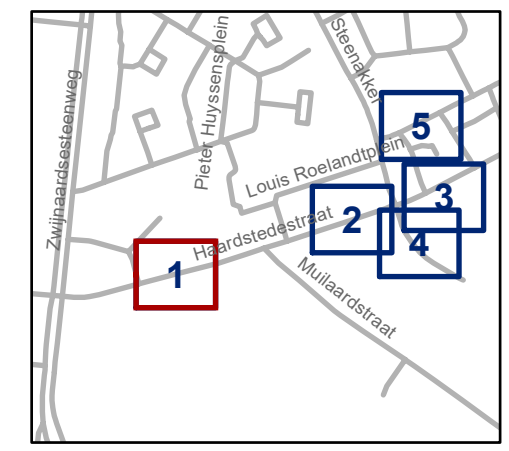 Steenakker
Pieter Huyssensplein
Zwijnaardsesteenweg
5
Louis Roelandtplein
3
2
Haardstedestraat
4
1
Muilaardstraat